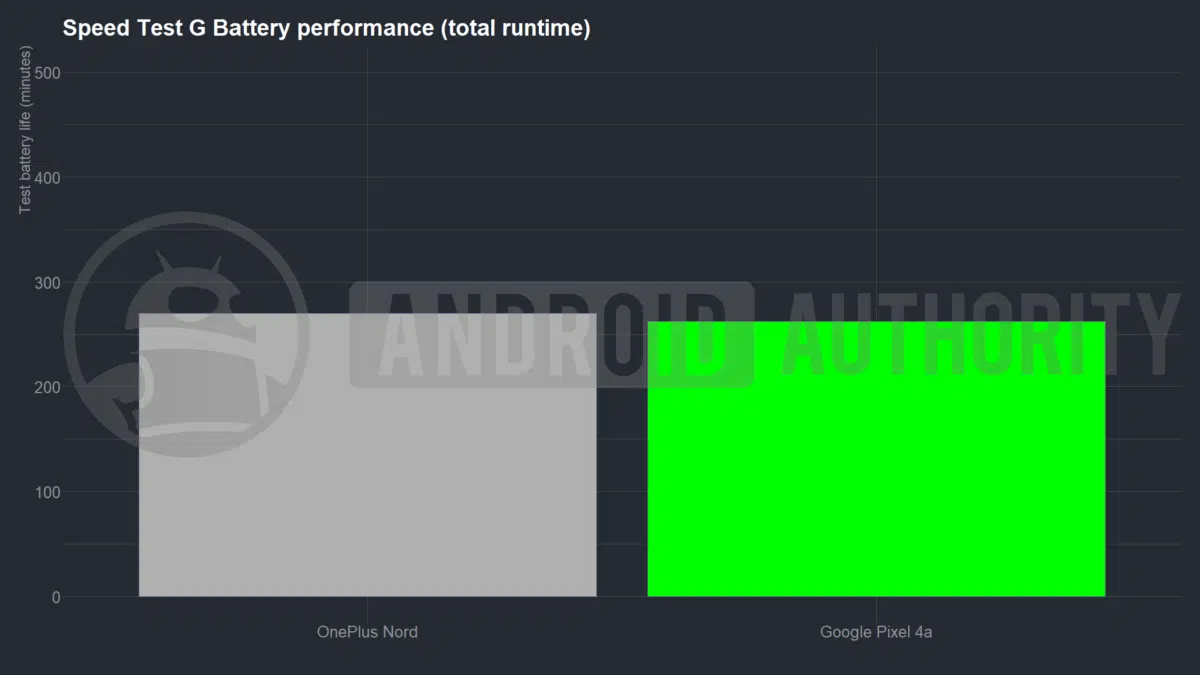 Speed Test G Battery performance (total runtime)
Test battery life (minutes)
500
400
300
200
100
0
ANDROID AUTHORITY
OnePlus Nord
Google Pixel 4a